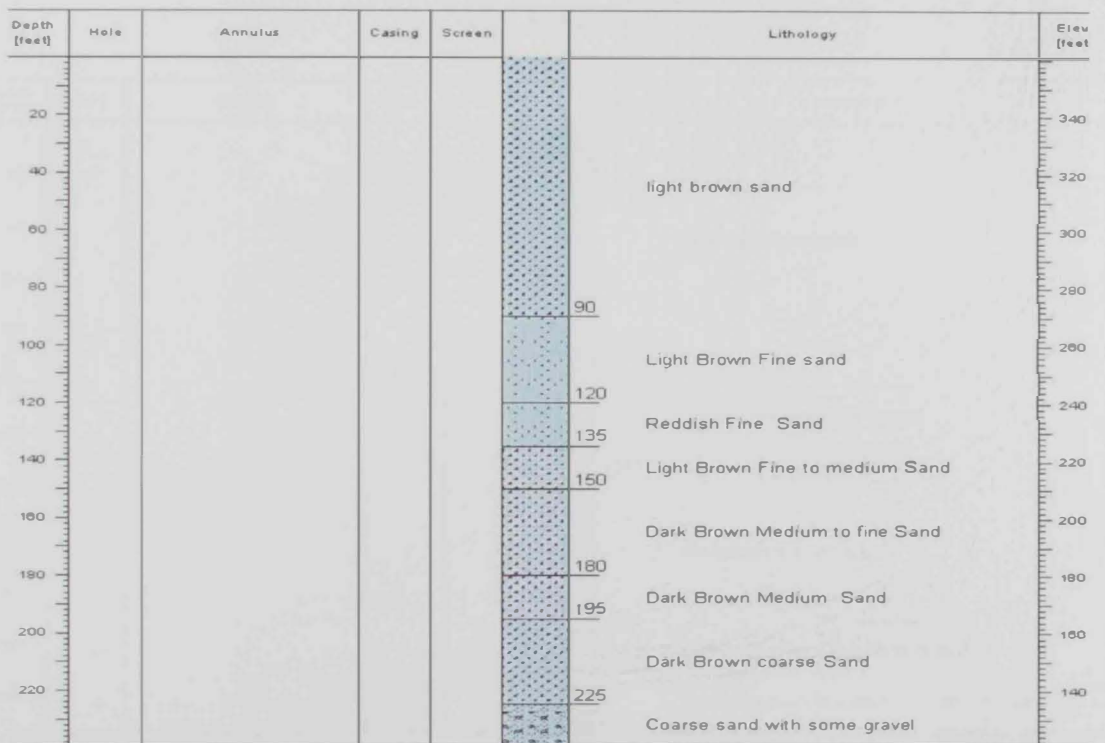 Depth [feet] Hole Annulus Casing Screen Lithology Elev [feet
20 340
40 light brown sand 320
60 300
80 280
90
100 Light Brown Fine sand 260
120
120 240
Reddish Fine Sand
135
140 Light Brown Fine to medium Sand 220
150
160 Dark Brown Medium to fine Sand 200
180
180 180
Dark Brown Medium Sand
195
200 160
Dark Brown coarse Sand
220 140
225
Coarse sand with some gravel